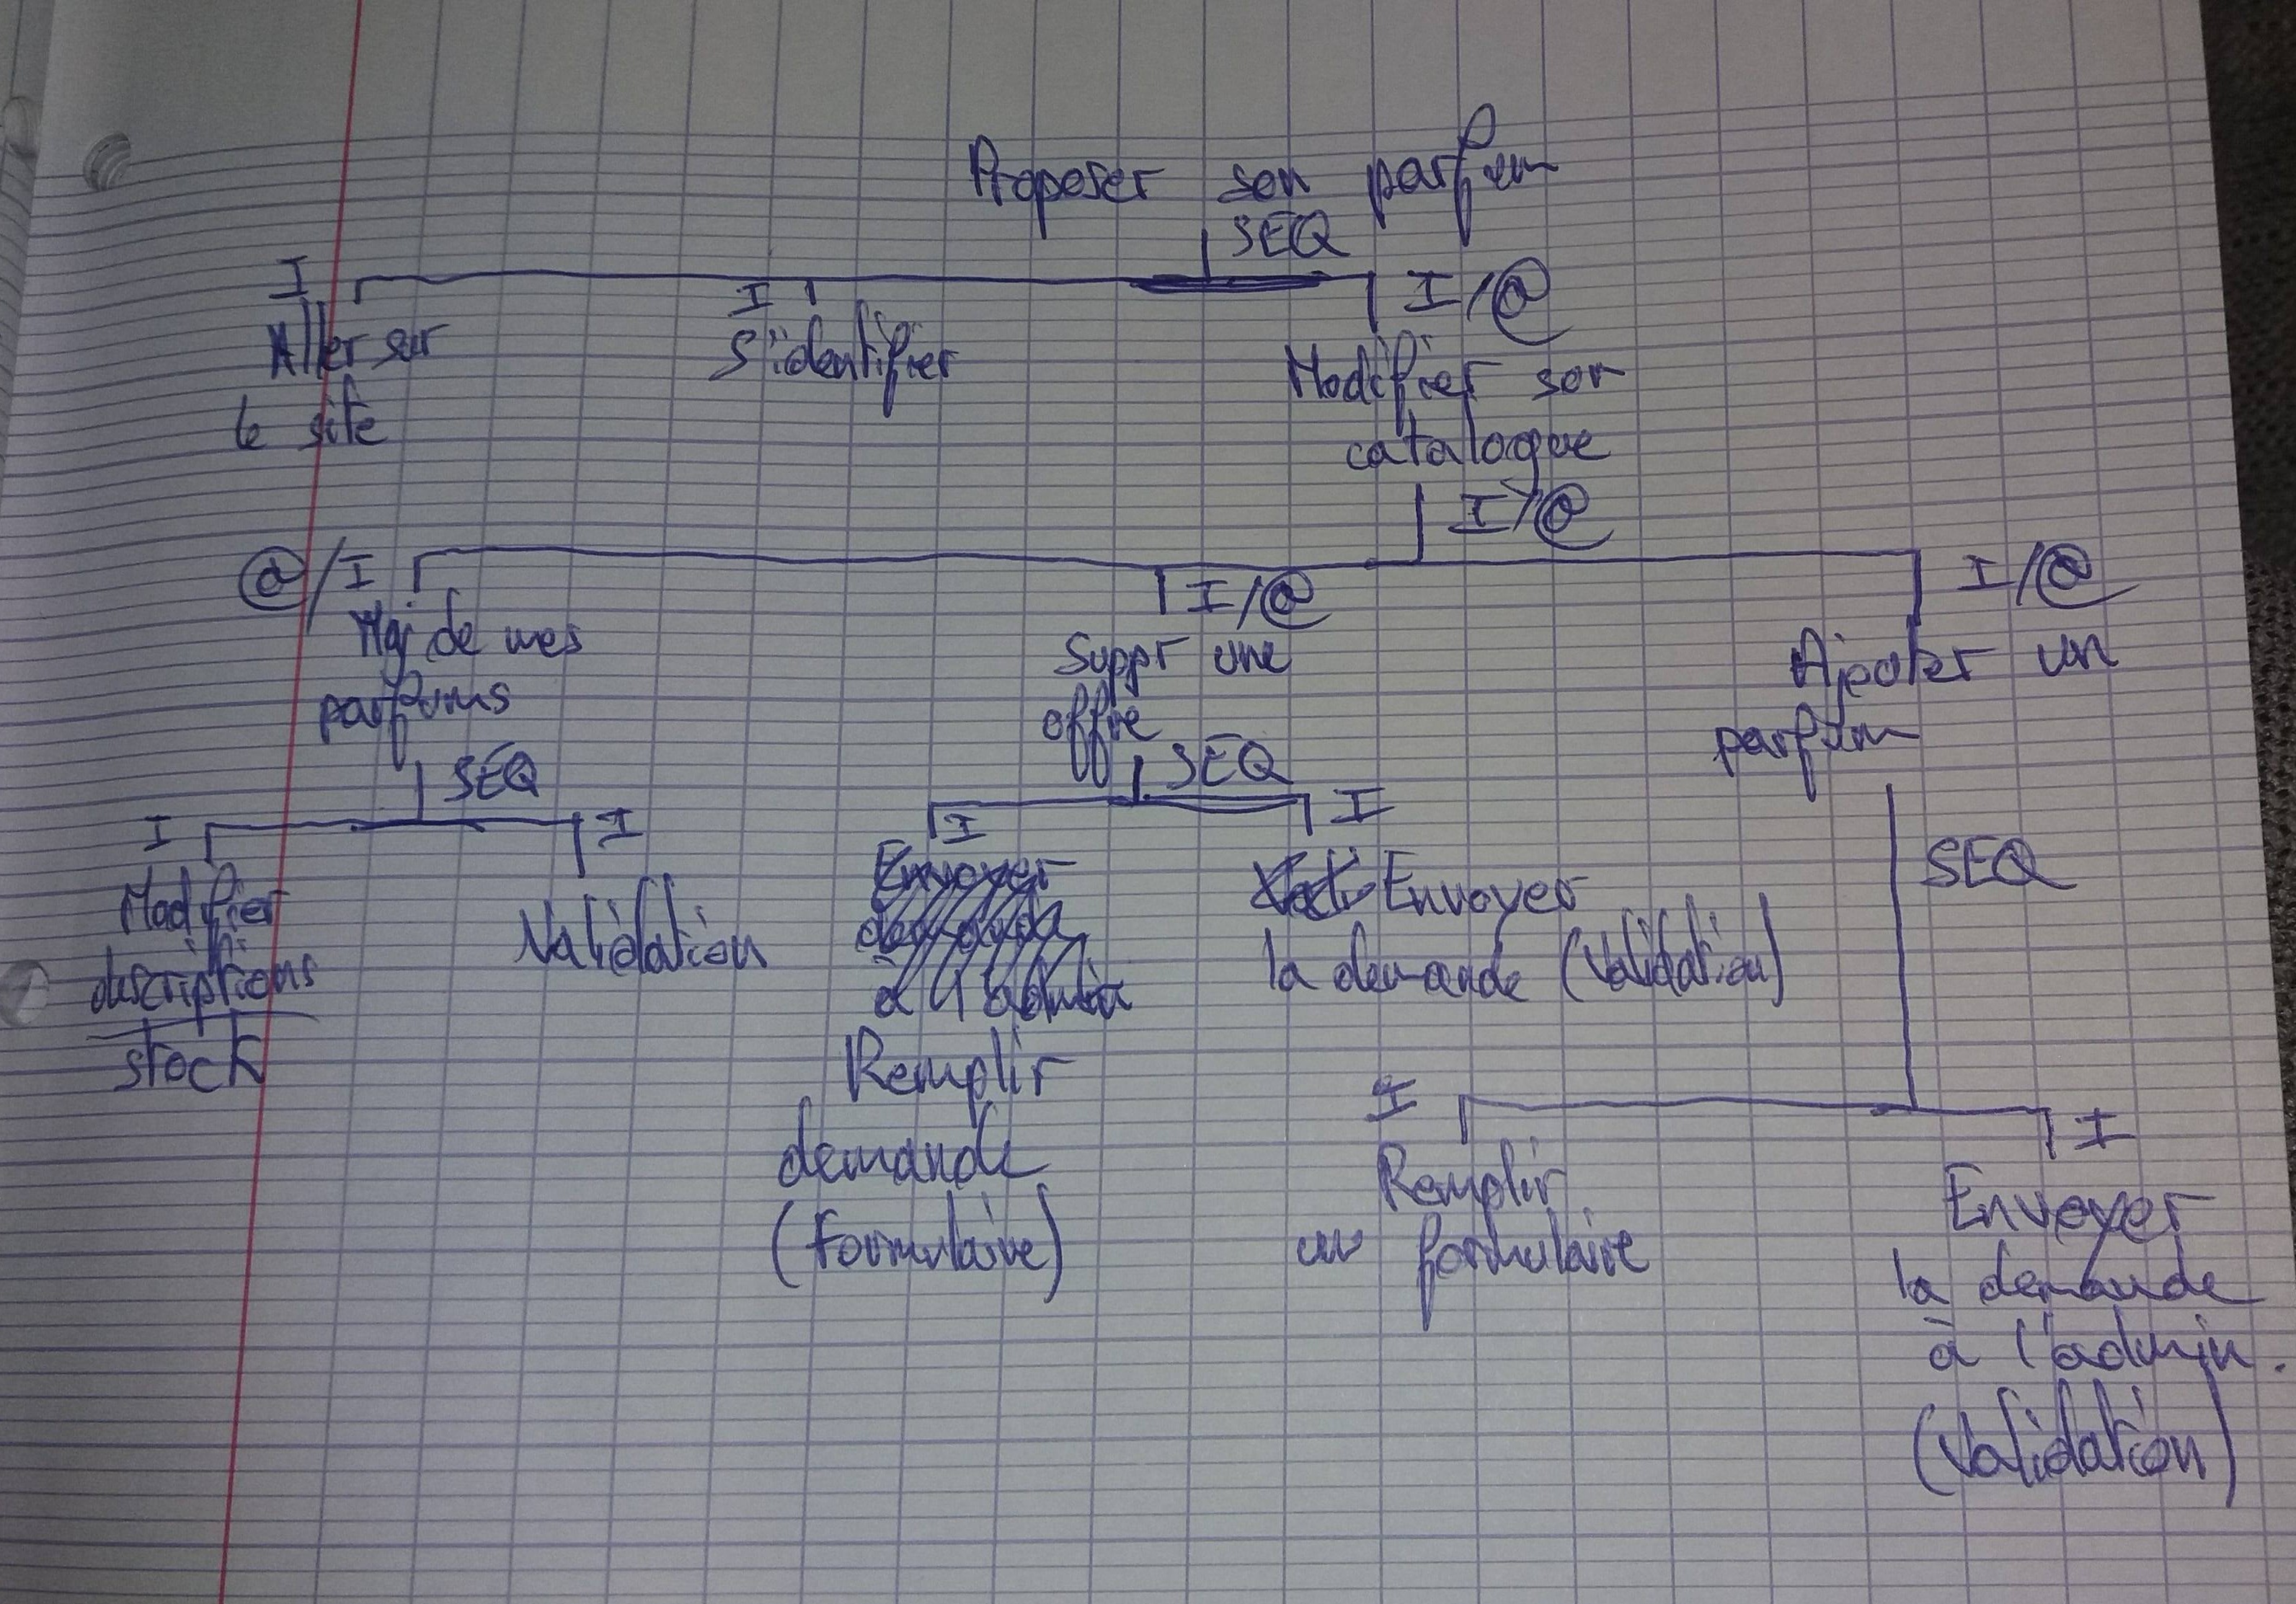 Proposer son parfum
SEQ
I
I
I/@
Aller sur
le site
S'identifier
Modifier son
catalogue
I/@
@/I
I/@
I/@
Maj de mes
parfums
Suppr une
offre
Ajouter un
parfum
SEQ
SEQ
SEQ
I
I
I
I
Modifier
descriptions
stock
Validation
Envoyer
à l'admin
Remplir
demande
(formulaire)
Envoyer
la demande (Validation)
I
I
Remplir
un formulaire
Envoyer
la demande
à l'admin.
(Validation)